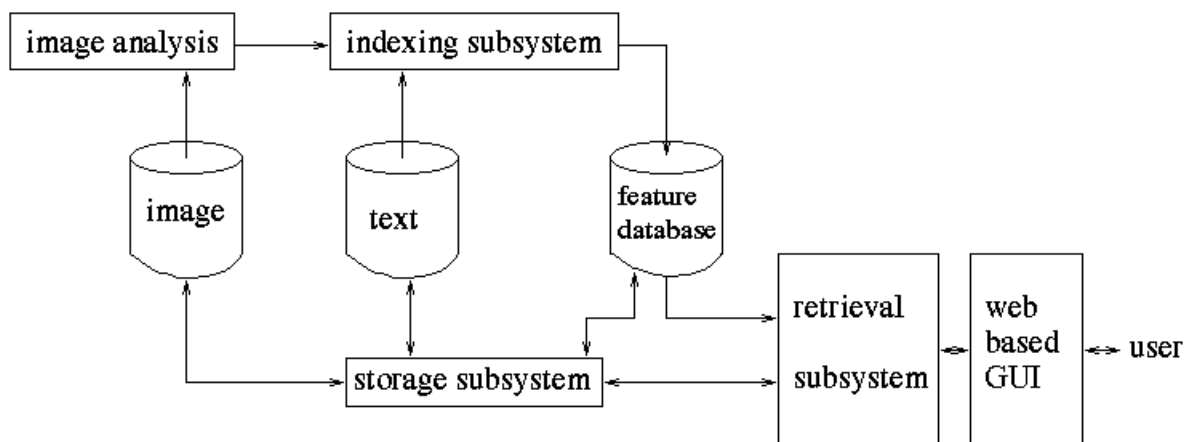 image analysis
indexing subsystem
image
text
feature
database
retrieval
subsystem
web
based
GUI
user
storage subsystem